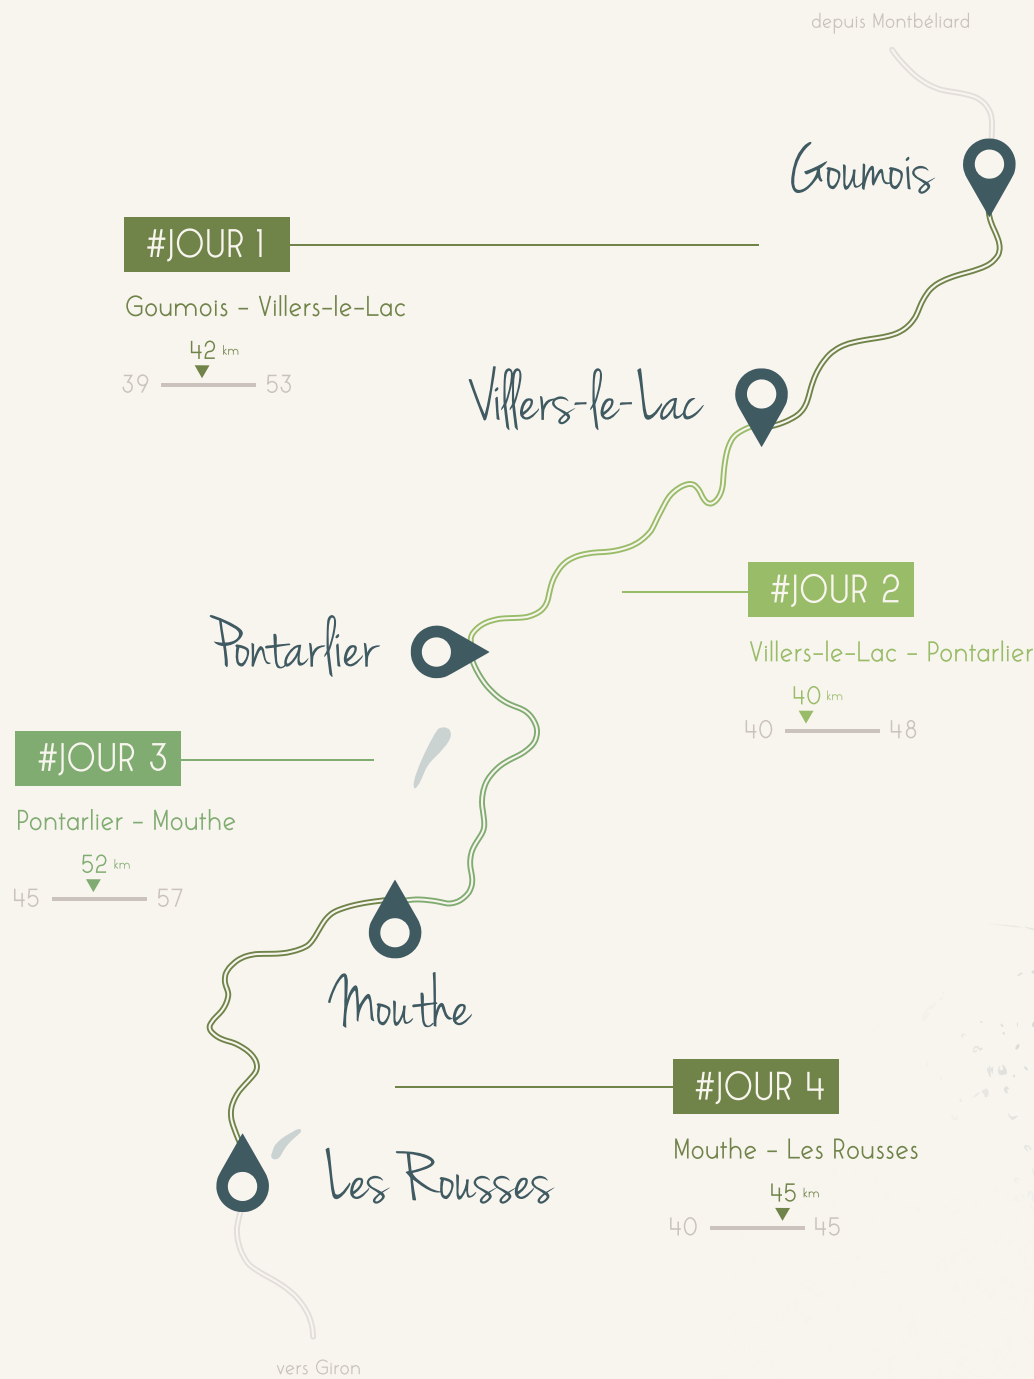 depuis Montbéliard
Goumois
#JOUR 1
Goumois - Villers-le-Lac
42 km
39 53
Villers-le-Lac
#JOUR 2
Villers-le-Lac - Pontarlier
40 km
40 48
Pontarlier
#JOUR 3
Pontarlier - Mouthe
52 km
45 57
Mouthe
#JOUR 4
Mouthe - Les Rousses
45 km
40 45
Les Rousses
vers Giron